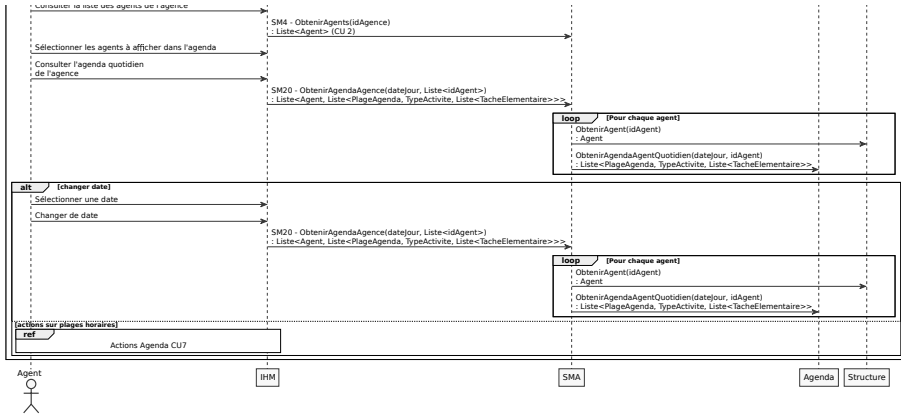 Consulter la liste des agents de l'agence
SM4 - ObtenirAgents(idAgence)
: Liste<Agent> (CU 2)
Sélectionner les agents à afficher dans l'agenda
Consulter l'agenda quotidien
de l'agence
SM20 - ObtenirAgendaAgence(dateJour, Liste<idAgent>)
: Liste<Agent, Liste<PlageAgenda, TypeActivite, Liste<TacheElementaire>>>
loop [Pour chaque agent]
ObtenirAgent(idAgent)
: Agent
ObtenirAgendaAgentQuotidien(dateJour, idAgent)
: Liste<PlageAgenda, TypeActivite, Liste<TacheElementaire>>
alt [changer date]
Sélectionner une date
Changer de date
SM20 - ObtenirAgendaAgence(dateJour, Liste<idAgent>)
: Liste<Agent, Liste<PlageAgenda, TypeActivite, Liste<TacheElementaire>>>
loop [Pour chaque agent]
ObtenirAgent(idAgent)
: Agent
ObtenirAgendaAgentQuotidien(dateJour, idAgent)
: Liste<PlageAgenda, TypeActivite, Liste<TacheElementaire>>
[actions sur plages horaires]
ref
Actions Agenda CU7
Agent IHM SMA Agenda Structure